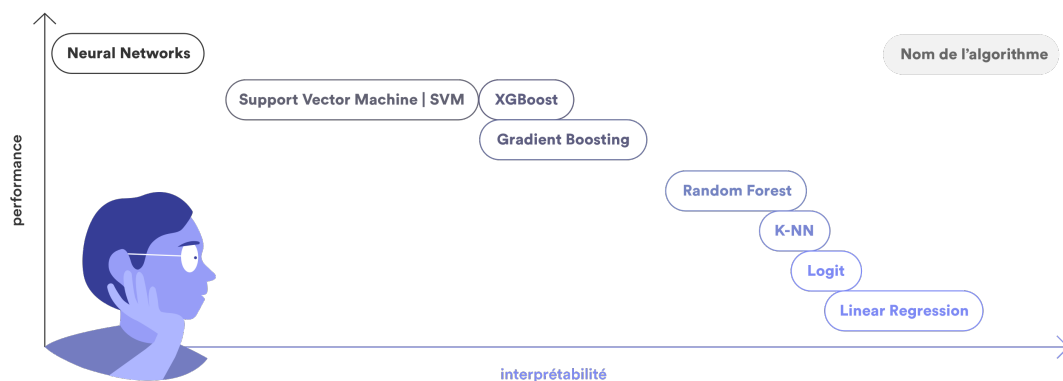 Neural Networks
Nom de l’algorithme
Support Vector Machine | SVM
XGBoost
Gradient Boosting
performance
Random Forest
K-NN
Logit
Linear Regression
interprétabilité